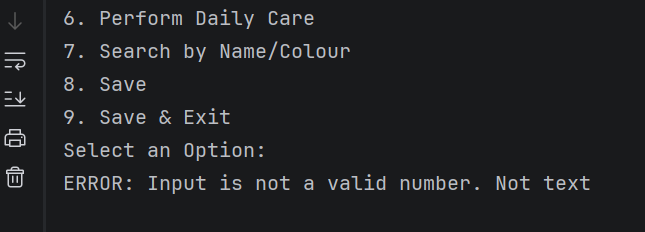 6. Perform Daily Care
7. Search by Name/Colour
8. Save
9. Save & Exit
Select an Option:
ERROR: Input is not a valid number. Not text